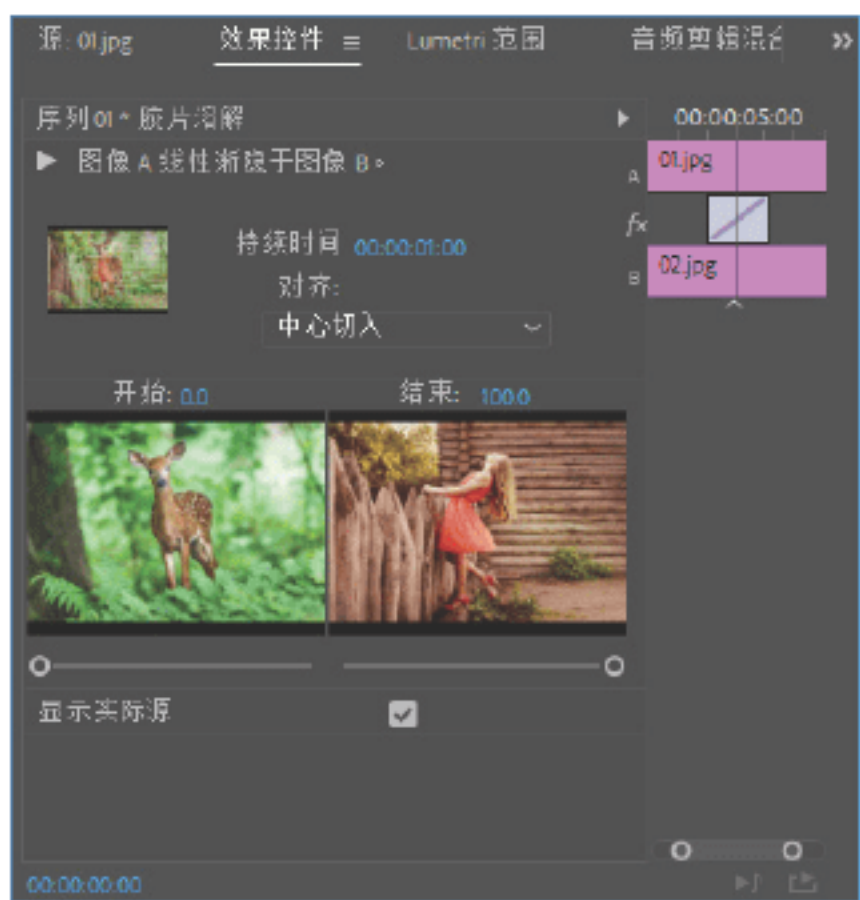 源: 01.jpg 效果控件 Lumetri 范围 音频剪辑混合
序列 01 * 胶片溶解 00:00:05:00
图像 A 线性渐隐于图像 B。 A 01.jpg
fx
持续时间 00:00:01:00
B 02.jpg
对齐:
中心切入
开始: 0.0 结束: 100.0
显示实际源
00:00:00:00